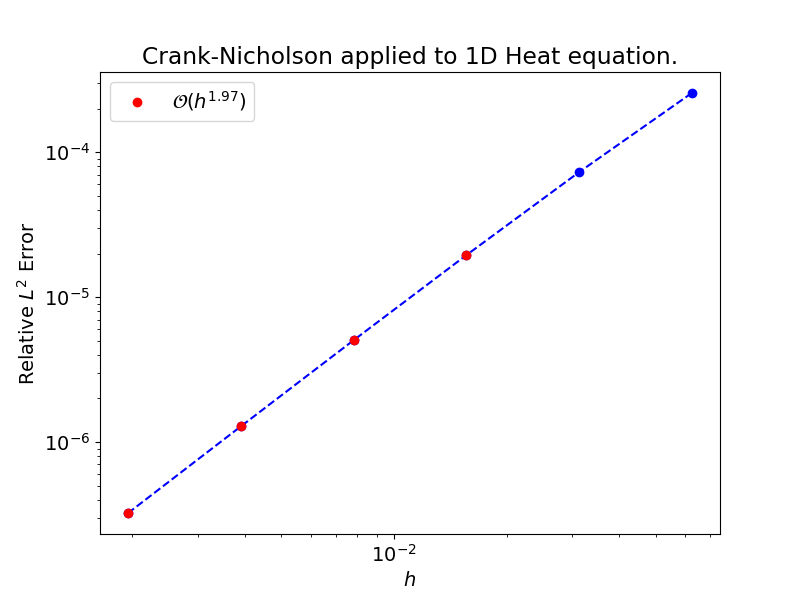 Crank-Nicholson applied to 1D Heat equation.
𝒪(h^1.97)
10^−4
10^−5
10^−6
Relative L^2 Error
10^−2
h